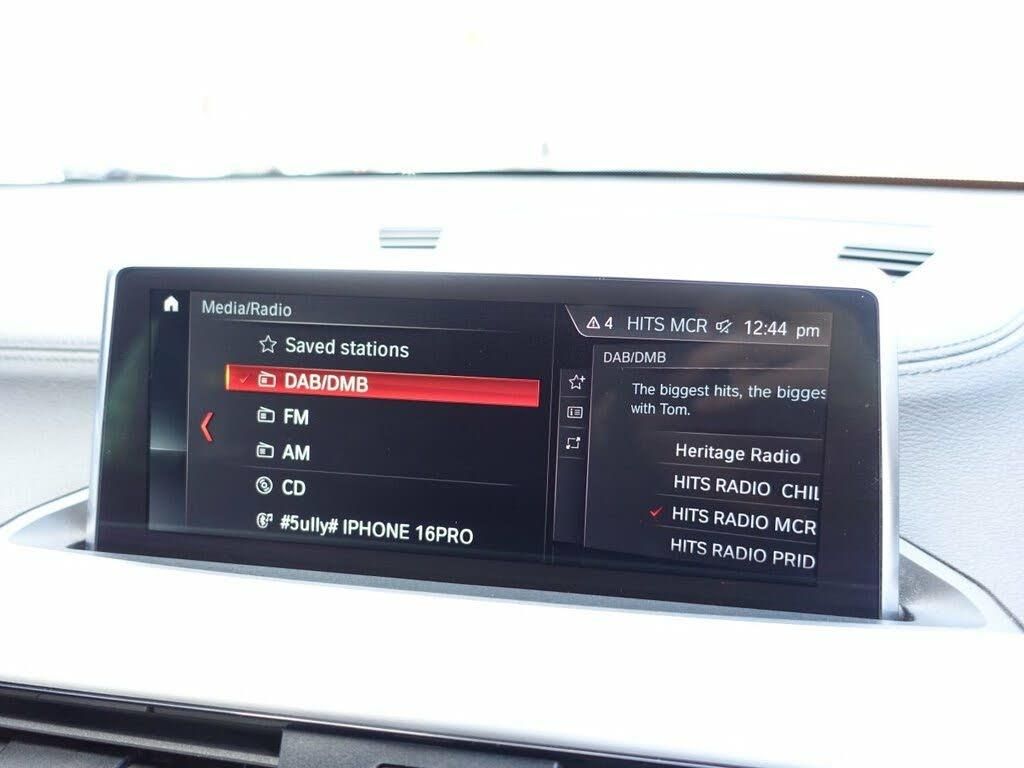 Media/Radio
Saved stations
DAB/DMB
FM
AM
CD
#5ully# IPHONE 16PRO
4 HITS MCR 12:44 pm
DAB/DMB
The biggest hits, the bigges
with Tom.
Heritage Radio
HITS RADIO CHIL
HITS RADIO MCR
HITS RADIO PRID